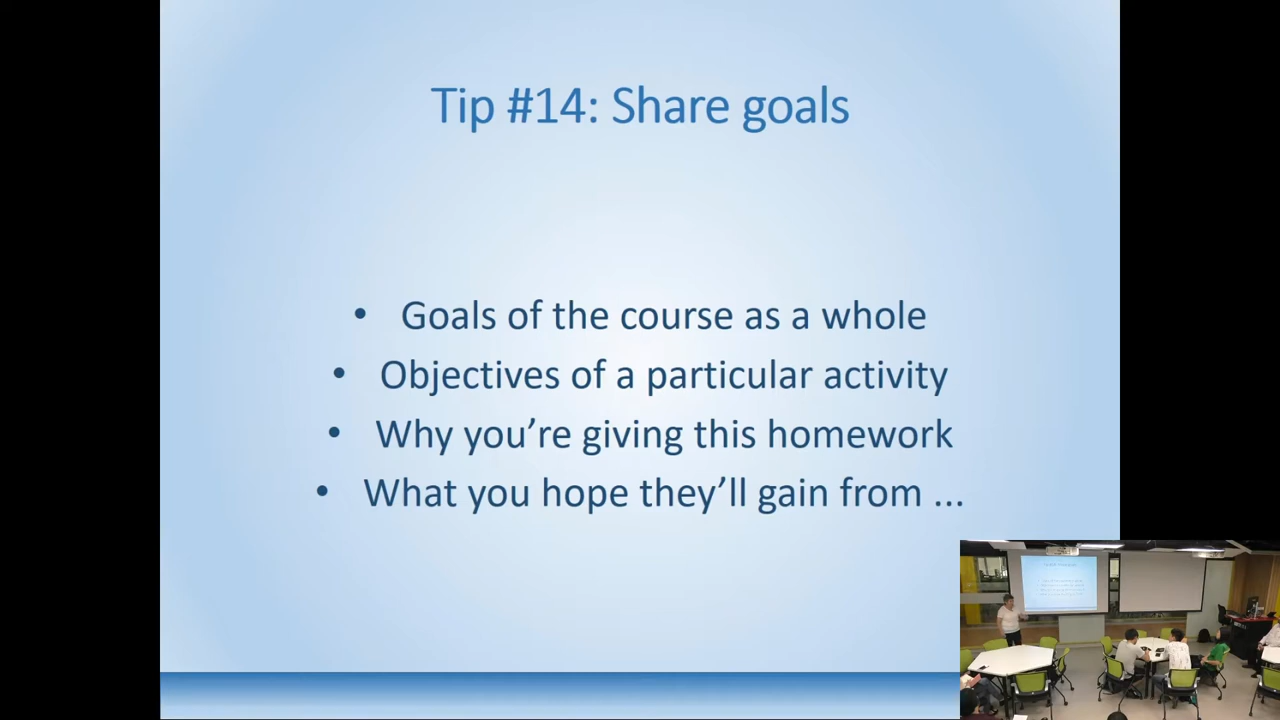 Tip #14: Share goals
• Goals of the course as a whole
• Objectives of a particular activity
• Why you’re giving this homework
• What you hope they’ll gain from ...